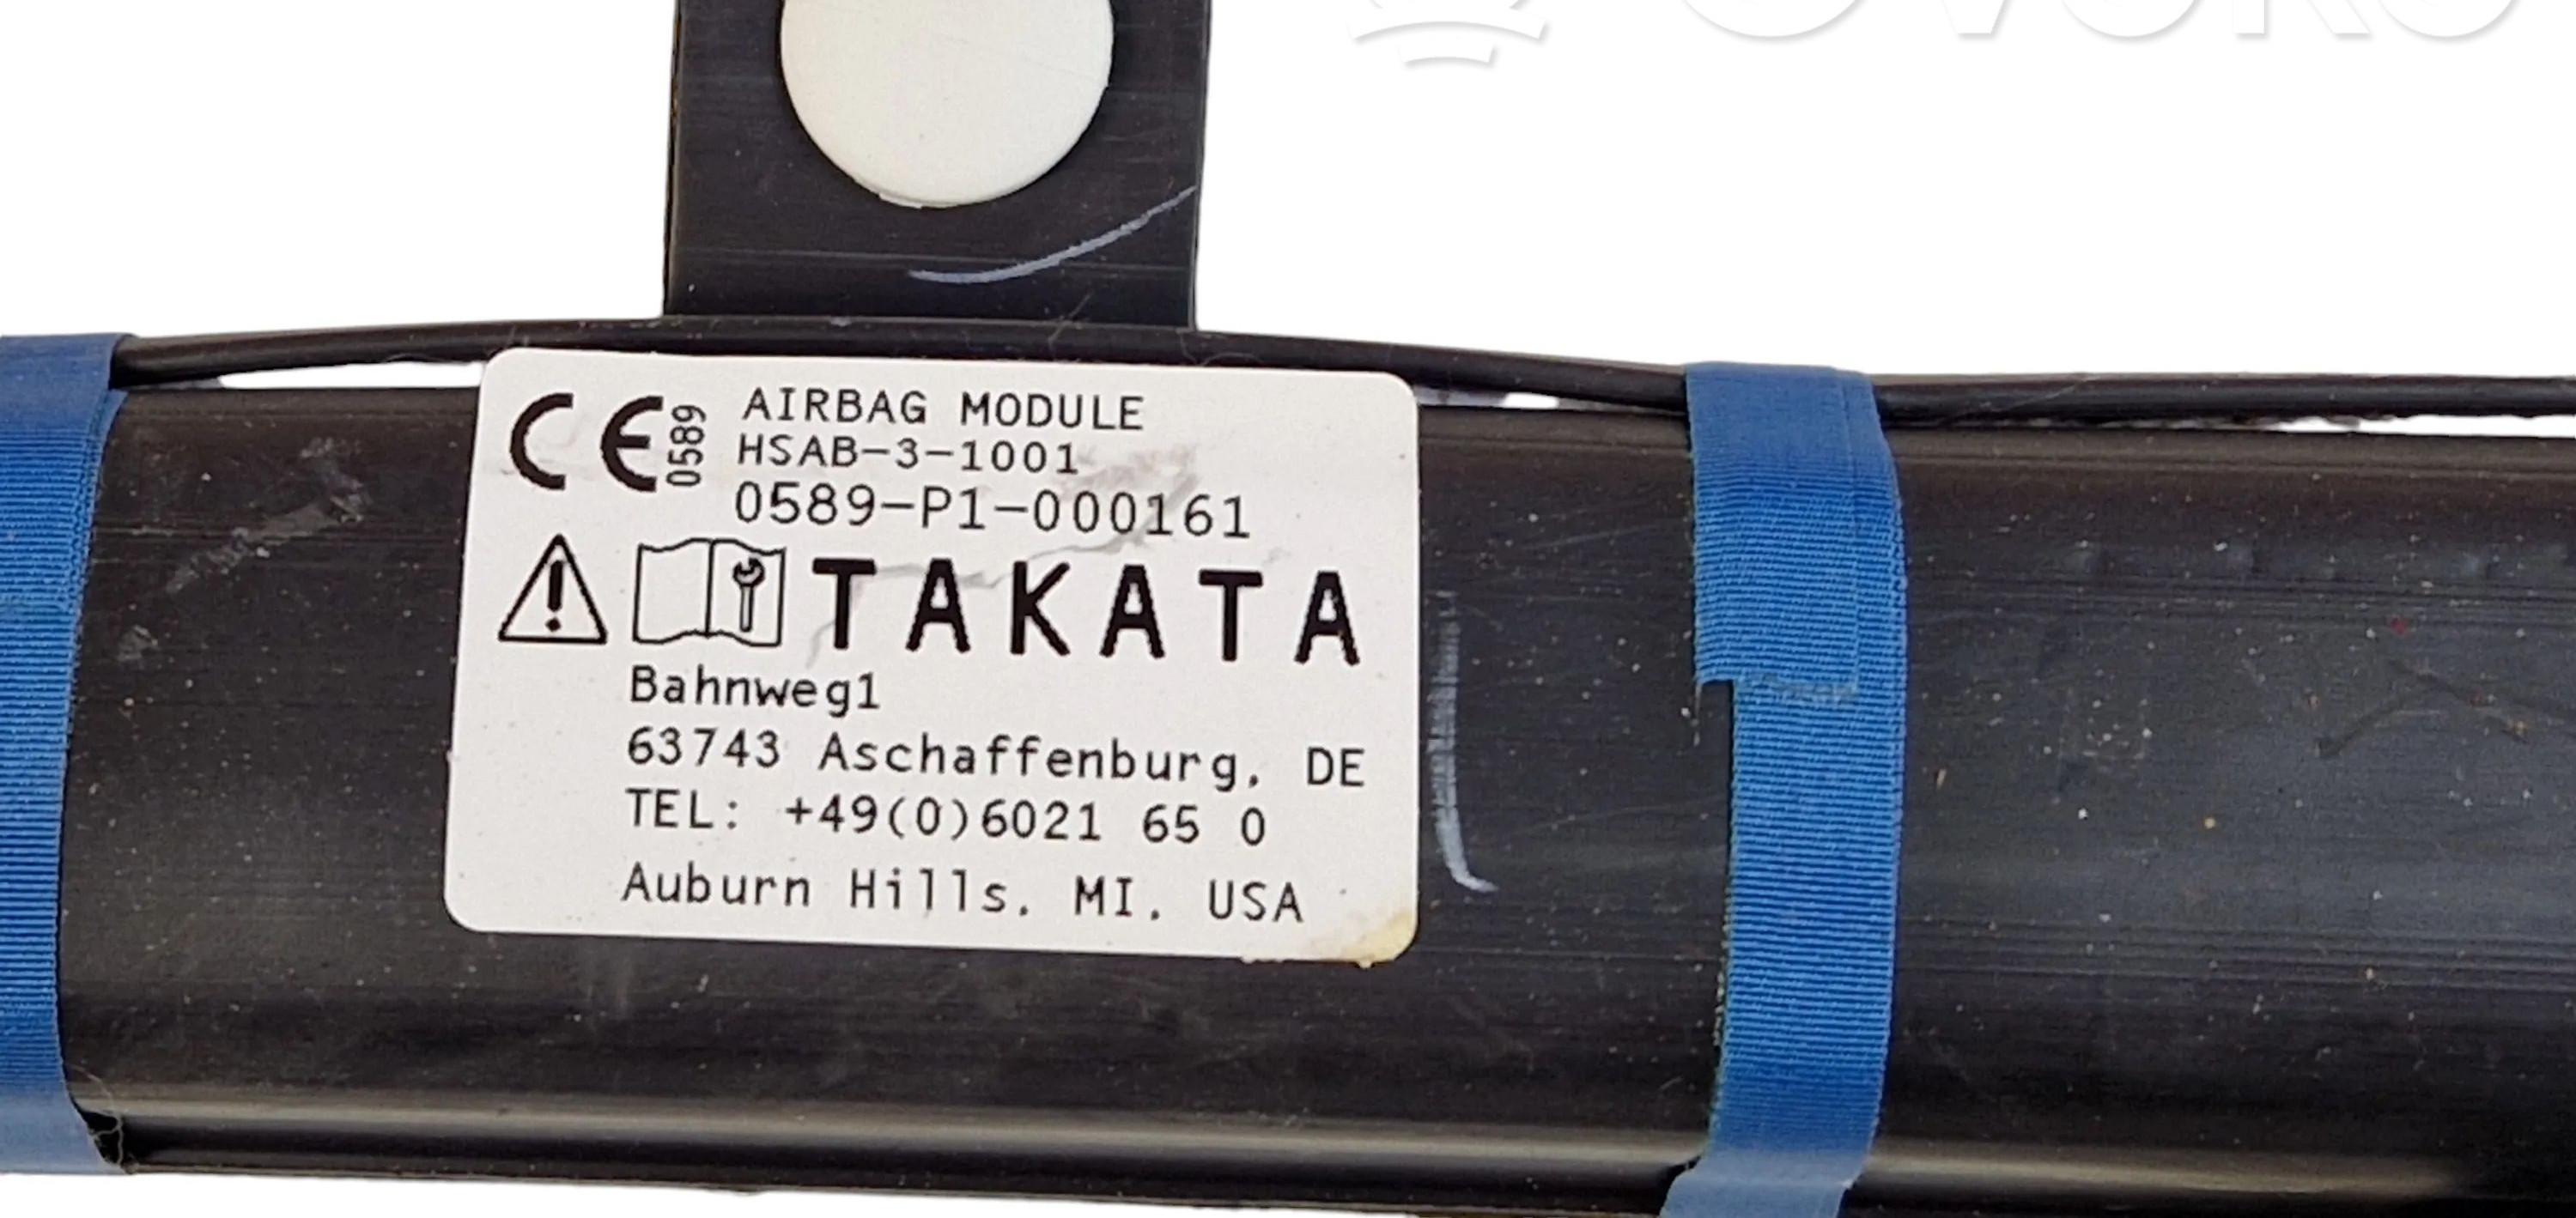 CE 0589
AIRBAG MODULE
HSAB-3-1001
0589-P1-000161
TAKATA
Bahnweg1
63743 Aschaffenburg, DE
TEL: +49(0)6021 65 0
Auburn Hills, MI, USA